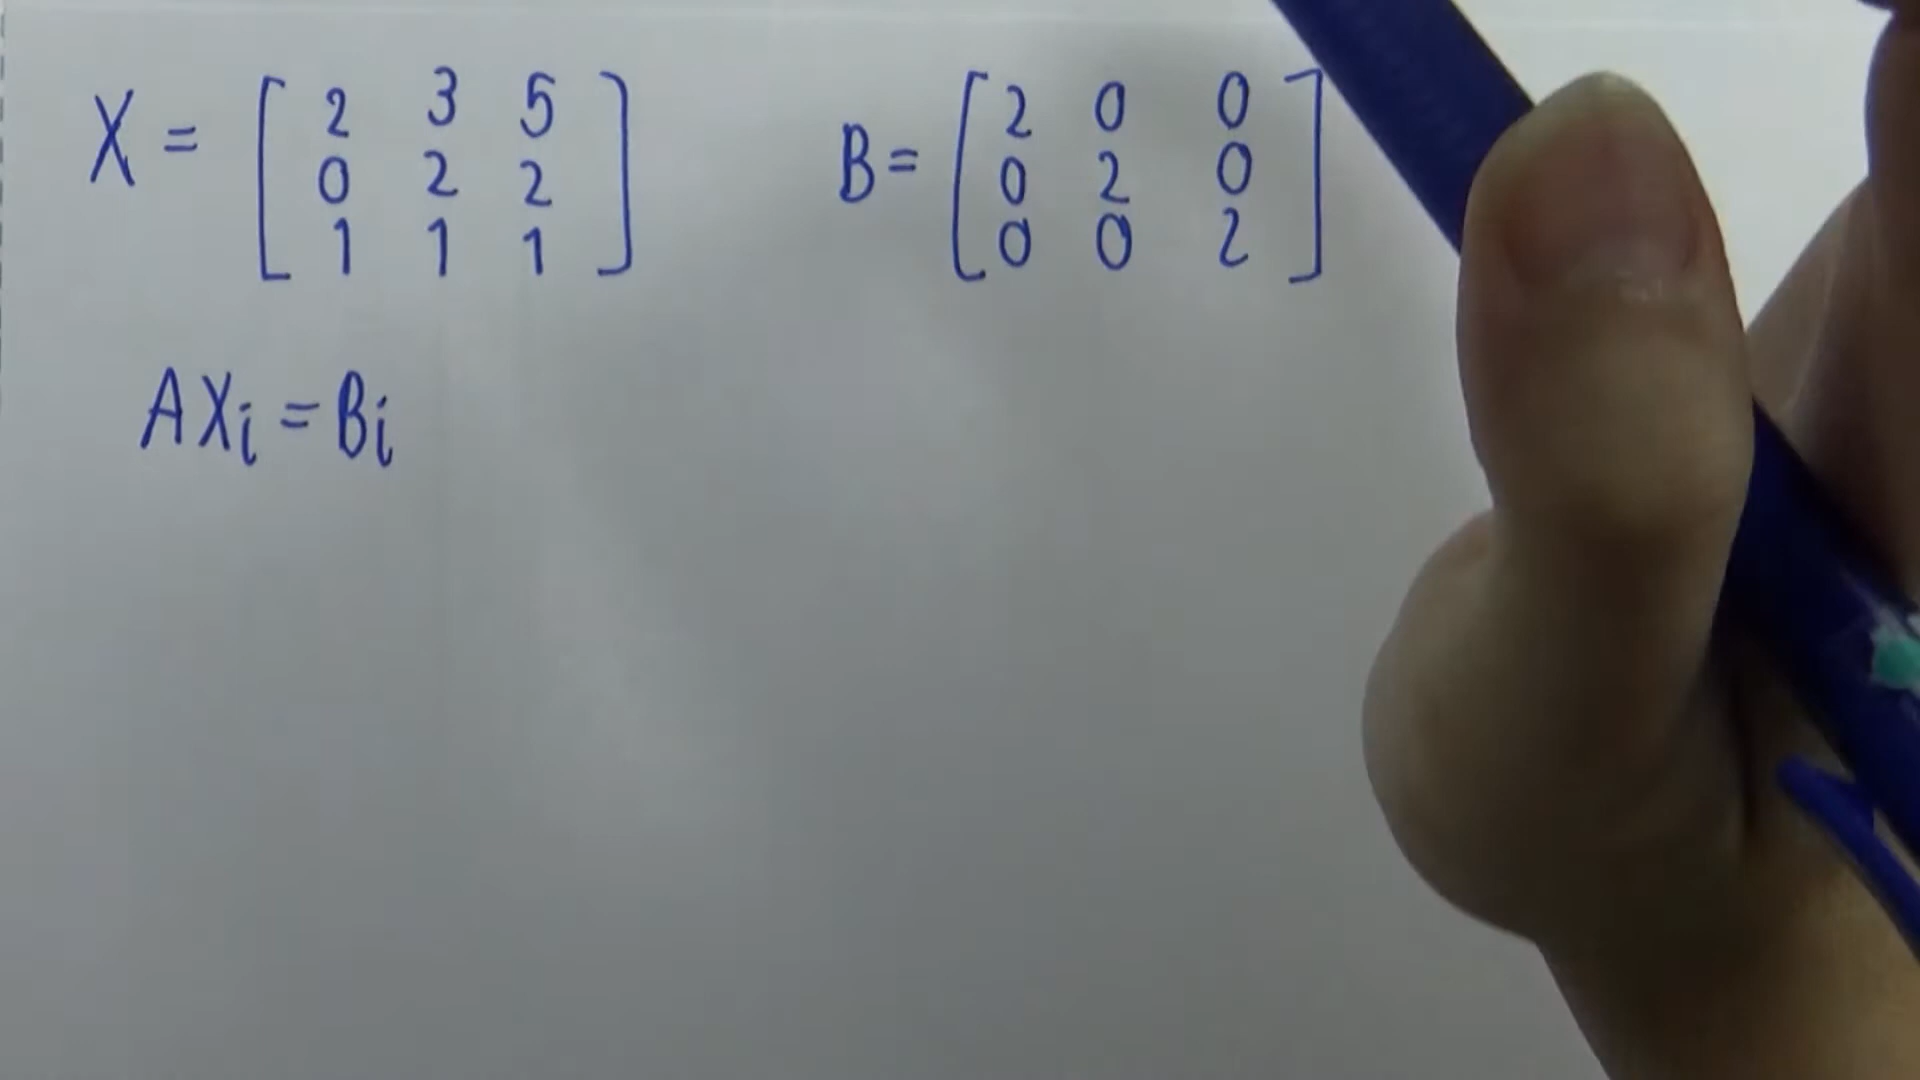 X = [ 2 3 5
0 2 2
1 1 1 ]
B = [ 2 0 0
0 2 0
0 0 2 ]
AXi = Bi